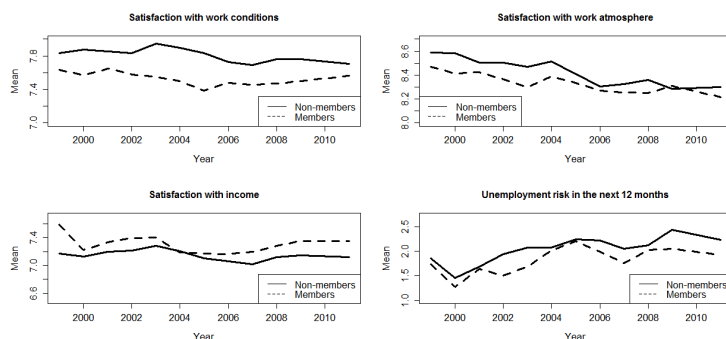 Satisfaction with work conditions
Mean
7.0 7.4 7.8
Non-members
Members
2000 2002 2004 2006 2008 2010
Year
Satisfaction with work atmosphere
Mean
8.0 8.2 8.4 8.6
Non-members
Members
2000 2002 2004 2006 2008 2010
Year
Satisfaction with income
Mean
6.6 7.0 7.4
Non-members
Members
2000 2002 2004 2006 2008 2010
Year
Unemployment risk in the next 12 months
Mean
1.0 1.5 2.0 2.5
Non-members
Members
2000 2002 2004 2006 2008 2010
Year